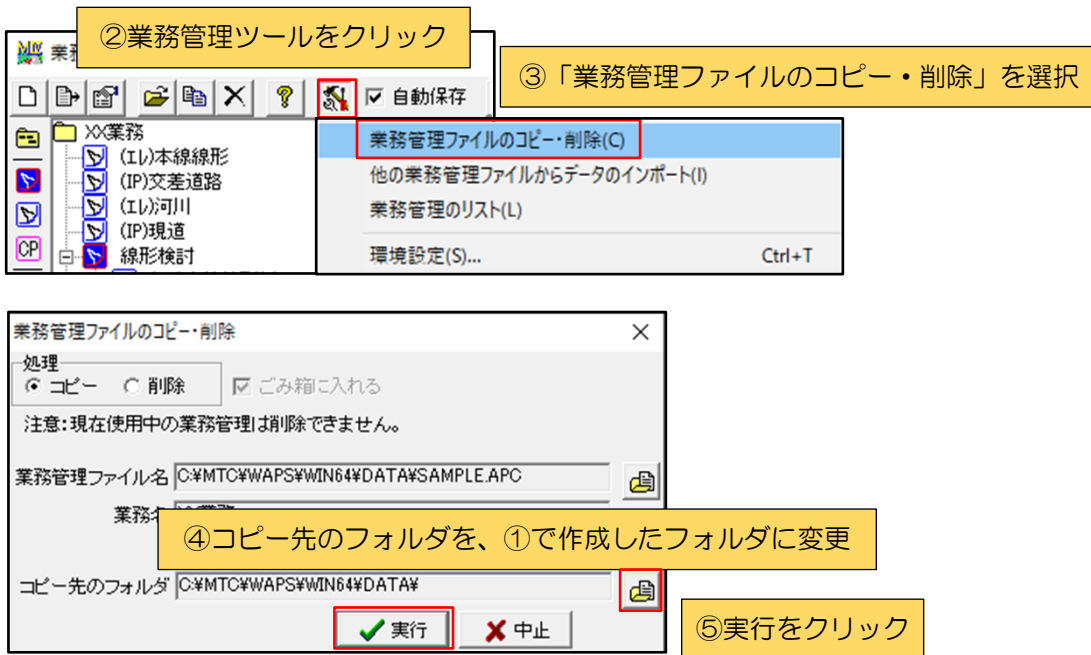 ②業務管理ツールをクリック
業務
③「業務管理ファイルのコピー・削除」を選択
自動保存
XX業務
(エレ)本線線形
(IP)交差道路
(エレ)河川
(IP)現道
線形検討
CP
業務管理ファイルのコピー・削除(C)
他の業務管理ファイルからデータのインポート(I)
業務管理のリスト(L)
環境設定(S)... Ctrl+T
業務管理ファイルのコピー・削除
処理
コピー 削除 ごみ箱に入れる
注意:現在使用中の業務管理は削除できません。
業務管理ファイル名 C:¥MTC¥WAPS¥WIN64¥DATA¥SAMPLE.APC
業務名
④コピー先のフォルダを、①で作成したフォルダに変更
コピー先のフォルダ C:¥MTC¥WAPS¥WIN64¥DATA¥
実行 中止
⑤実行をクリック